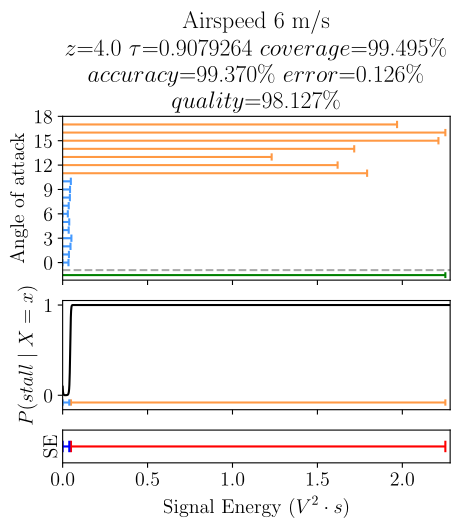 Airspeed 6 m/s
z=4.0 τ=0.9079264 coverage=99.495%
accuracy=99.370% error=0.126%
quality=98.127%
18
15
12
9
6
3
0
Angle of attack
1
0
P(stall | X = x)
SE
0.0 0.5 1.0 1.5 2.0
Signal Energy (V² · s)